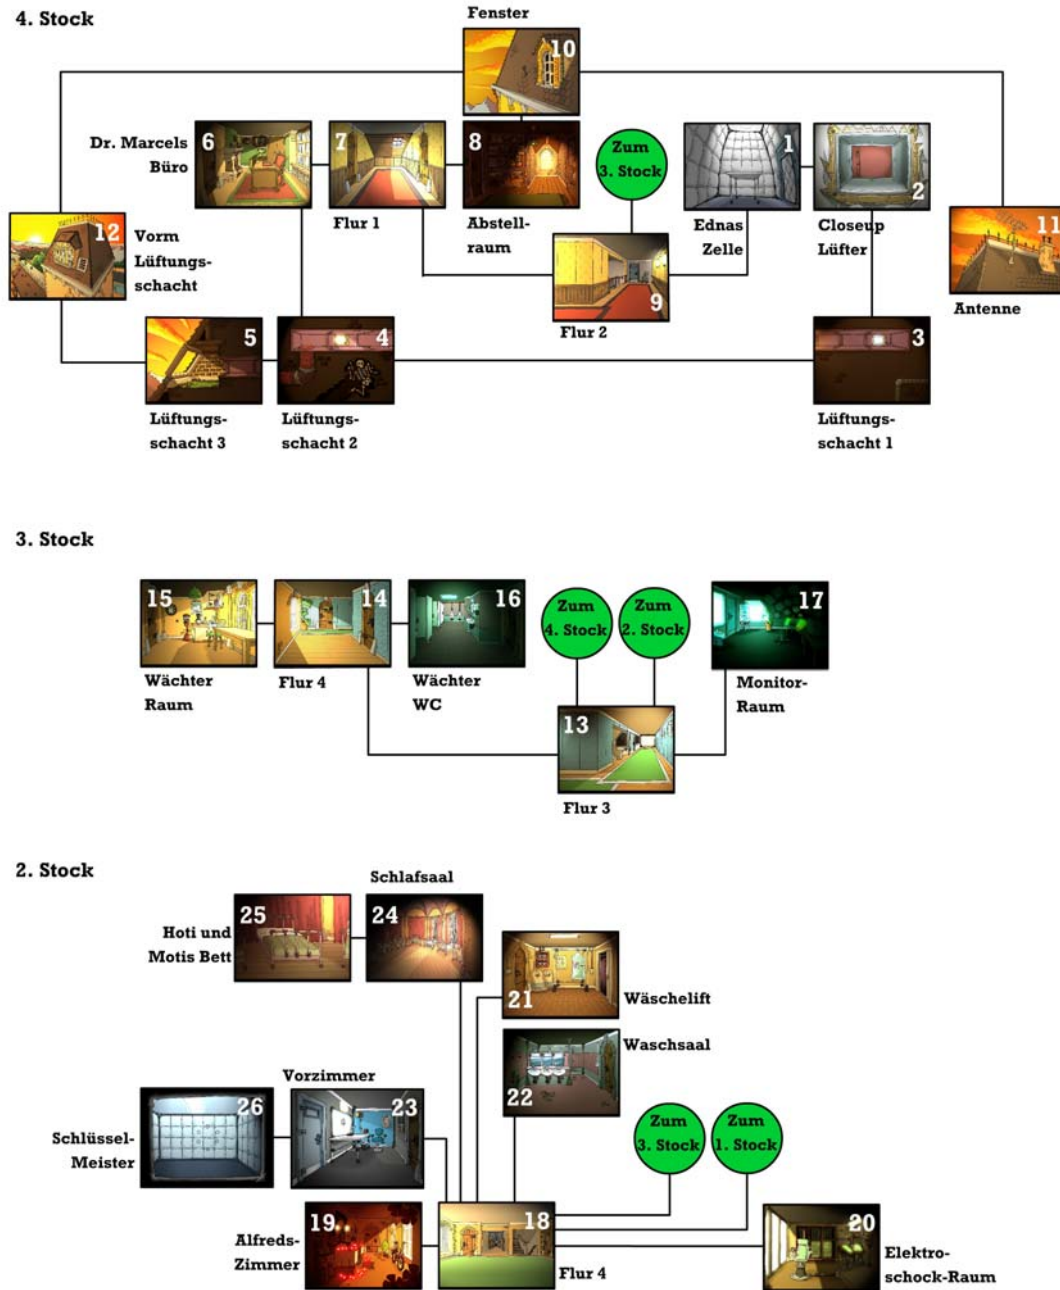 4. Stock
Fenster
10
Dr. Marcels
Büro
6
7
8
Zum
3. Stock
1
2
Flur 1
Abstell-
raum
Ednas
Zelle
Closeup
Lüfter
12
Vorm
Lüftungs-
schacht
9
Flur 2
11
Antenne
5
4
3
Lüftungs-
schacht 3
Lüftungs-
schacht 2
Lüftungs-
schacht 1
3. Stock
15
14
16
Zum
4. Stock
Zum
2. Stock
17
Wächter
Raum
Flur 4
Wächter
WC
Monitor-
Raum
13
Flur 3
2. Stock
Schlafsaal
Hoti und
Motis Bett
25
24
21
Wäschelift
Waschsaal
22
Vorzimmer
Schlüssel-
Meister
26
23
Zum
3. Stock
Zum
1. Stock
Alfreds-
Zimmer
19
18
Flur 4
20
Elektro-
schock-Raum